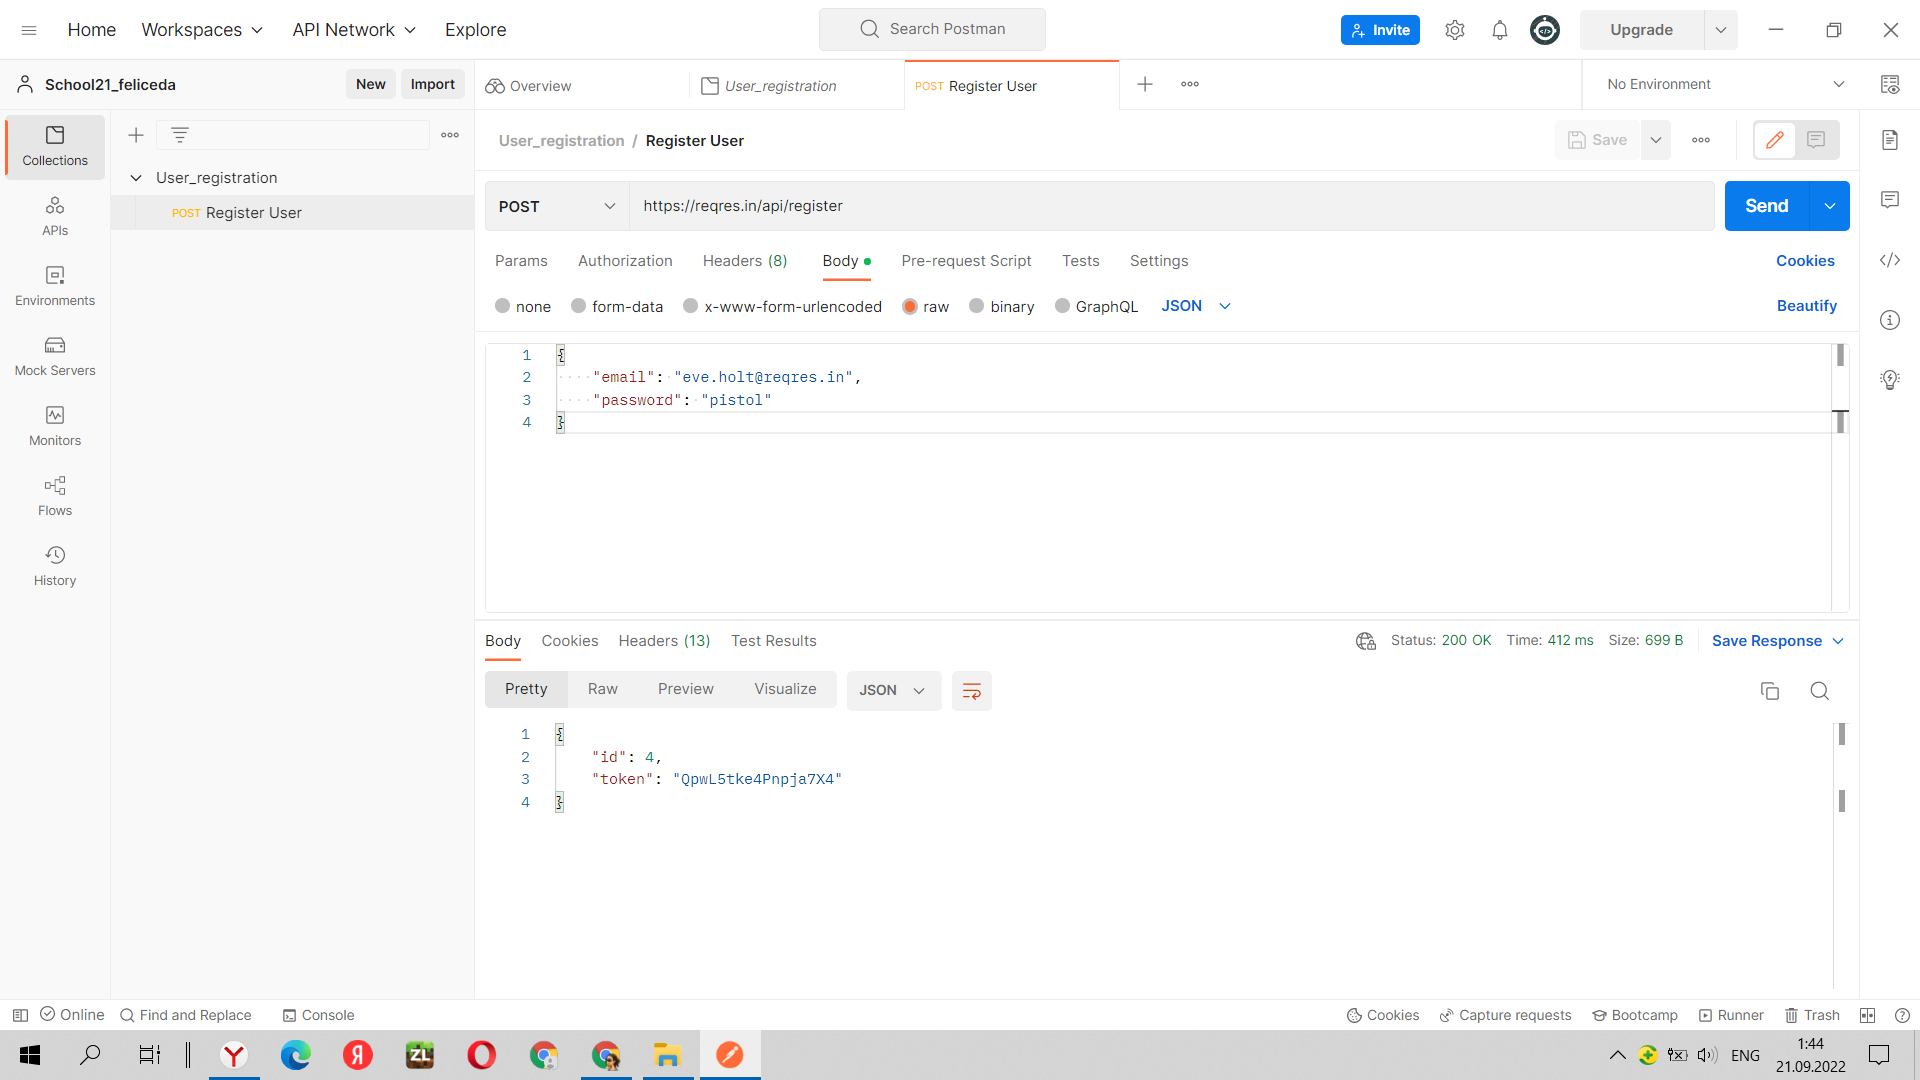 Home Workspaces API Network Explore Search Postman Invite Upgrade
School21_feliceda New Import Overview User_registration POST Register User No Environment
Collections
APIs
Environments
Mock Servers
Monitors
Flows
History
User_registration
POST Register User
User_registration / Register User Save
POST https://reqres.in/api/register Send
Params Authorization Headers (8) Body Pre-request Script Tests Settings Cookies
none form-data x-www-form-urlencoded raw binary GraphQL JSON Beautify
1 {
2 "email": "eve.holt@reqres.in",
3 "password": "pistol"
4 }
Body Cookies Headers (13) Test Results Status: 200 OK Time: 412 ms Size: 699 B Save Response
Pretty Raw Preview Visualize JSON
1 {
2 "id": 4,
3 "token": "QpwL5tke4Pnpja7X4"
4 }
Online Find and Replace Console Cookies Capture requests Bootcamp Runner Trash
Y Я ZL ENG
1:44
21.09.2022